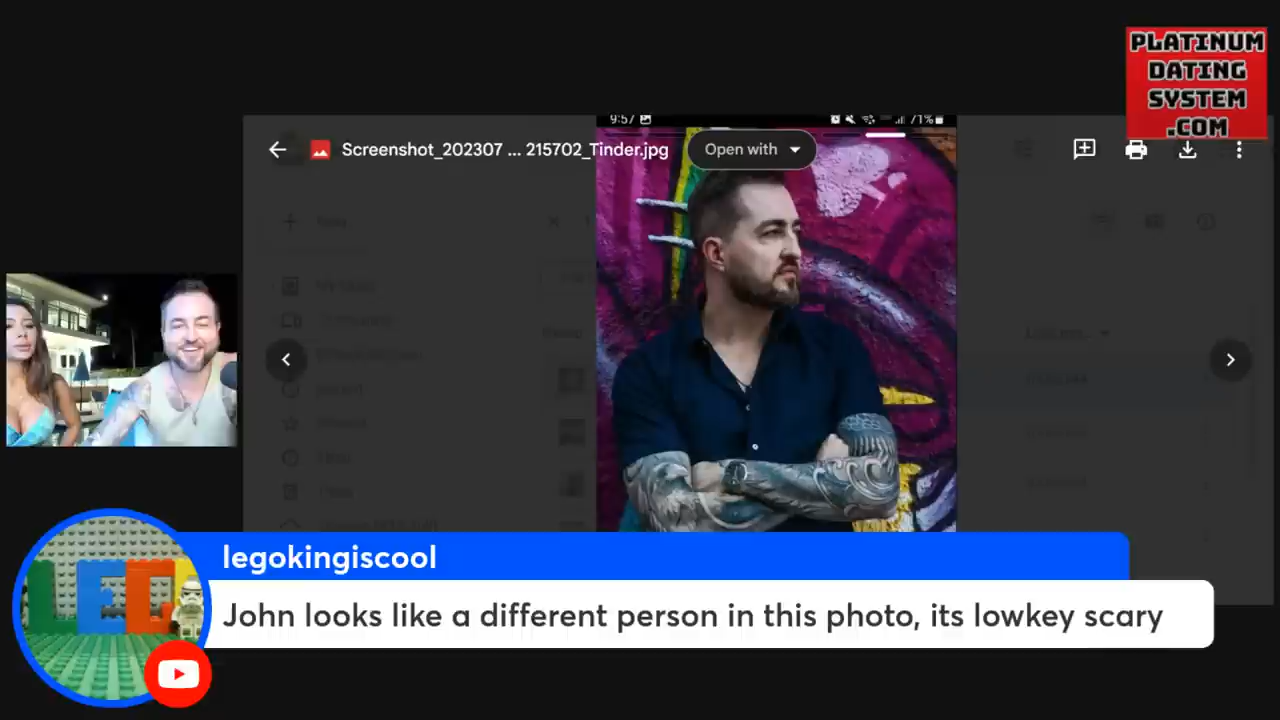 PLATINUM
DATING
SYSTEM
.COM
9:57
71%
Screenshot_202307 ... 215702_Tinder.jpg
Open with
LEG
legokingiscool
John looks like a different person in this photo, its lowkey scary